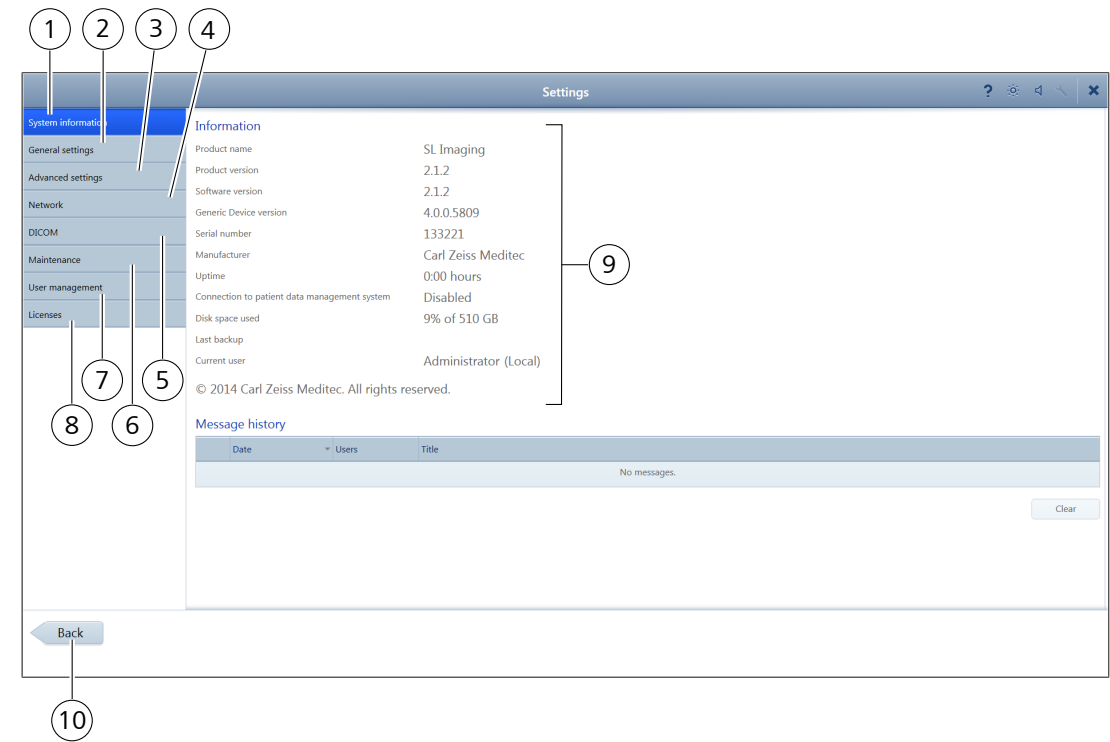 1 2 3 4
Settings ?
System information
General settings
Advanced settings
Network
DICOM
Maintenance
User management
Licenses
Information
Product name SL Imaging
Product version 2.1.2
Software version 2.1.2
Generic Device version 4.0.0.5809
Serial number 133221
Manufacturer Carl Zeiss Meditec
Uptime 0:00 hours
Connection to patient data management system Disabled
Disk space used 9% of 510 GB
Last backup
Current user Administrator (Local)
© 2014 Carl Zeiss Meditec. All rights reserved.
9
7 5
8 6
Message history
Date Users Title
No messages.
Clear
Back
10